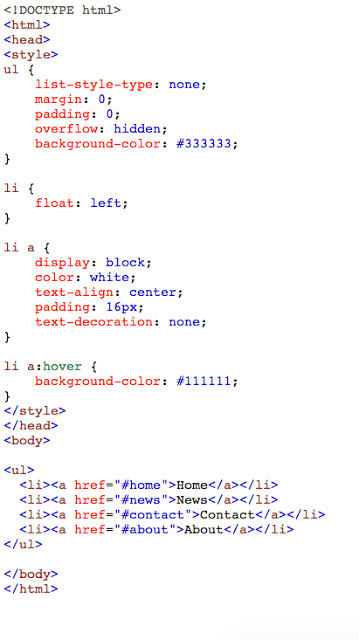 <!DOCTYPE html>
<html>
<head>
<style>
ul {
    list-style-type: none;
    margin: 0;
    padding: 0;
    overflow: hidden;
    background-color: #333333;
}

li {
    float: left;
}

li a {
    display: block;
    color: white;
    text-align: center;
    padding: 16px;
    text-decoration: none;
}

li a:hover {
    background-color: #111111;
}
</style>
</head>
<body>

<ul>
  <li><a href="#home">Home</a></li>
  <li><a href="#news">News</a></li>
  <li><a href="#contact">Contact</a></li>
  <li><a href="#about">About</a></li>
</ul>

</body>
</html>